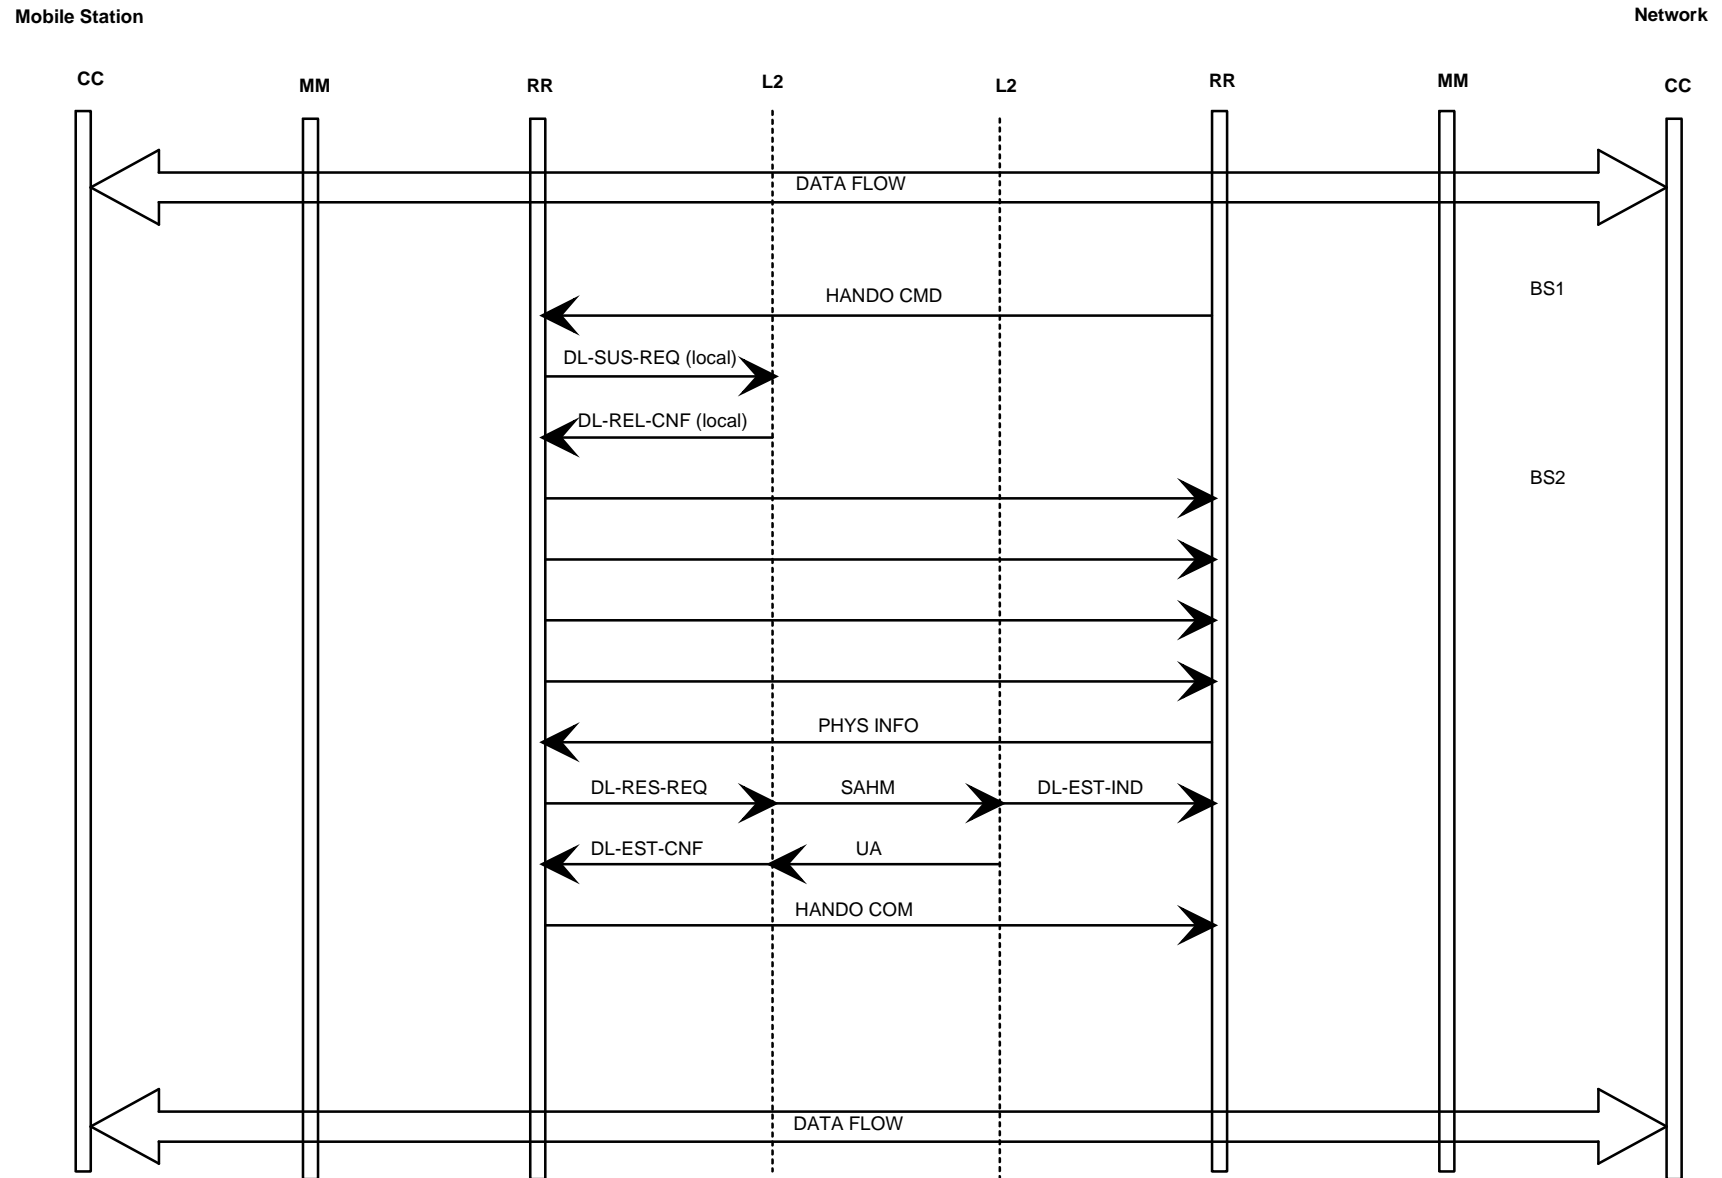 Mobile Station
Network
CC
MM
RR
L2
L2
RR
MM
CC
DATA FLOW
BS1
HANDO CMD
DL-SUS-REQ (local)
DL-REL-CNF (local)
BS2
PHYS INFO
DL-RES-REQ
SAHM
DL-EST-IND
DL-EST-CNF
UA
HANDO COM
DATA FLOW